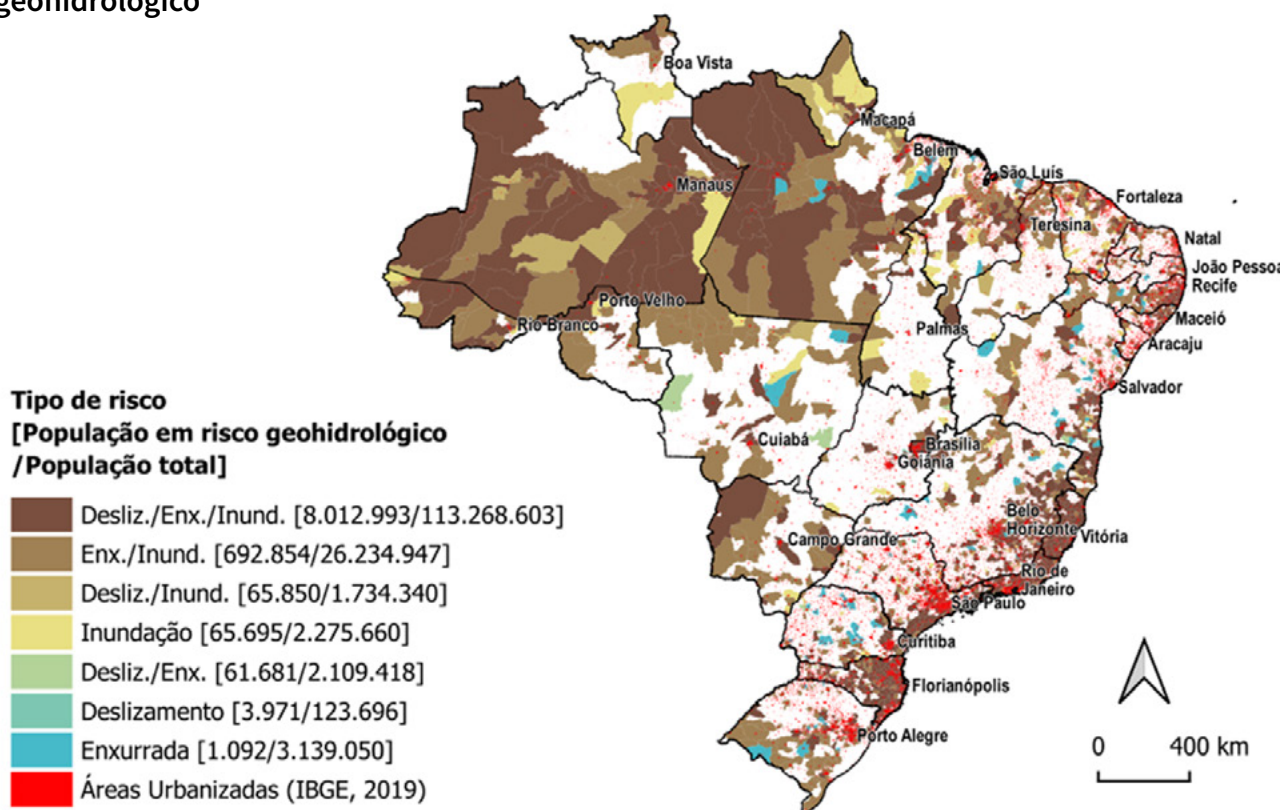 geohidrológico
Boa Vista
Macapá
Belém
São Luís
Manaus
Fortaleza
Teresina
Natal
João Pessoa
Recife
Porto Velho
Rio Branco
Palmas
Maceió
Aracaju
Salvador
Tipo de risco
[População em risco geohidrológico
/População total]
Cuiabá
Brasília
Goiânia
Desliz./Enx./Inund. [8.012.993/113.268.603]
Belo
Horizonte
Vitória
Campo Grande
Enx./Inund. [692.854/26.234.947]
Rio de
Janeiro
Desliz./Inund. [65.850/1.734.340]
São Paulo
Inundação [65.695/2.275.660]
Curitiba
Desliz./Enx. [61.681/2.109.418]
Florianópolis
Deslizamento [3.971/123.696]
Porto Alegre
Enxurrada [1.092/3.139.050]
0 400 km
Áreas Urbanizadas (IBGE, 2019)